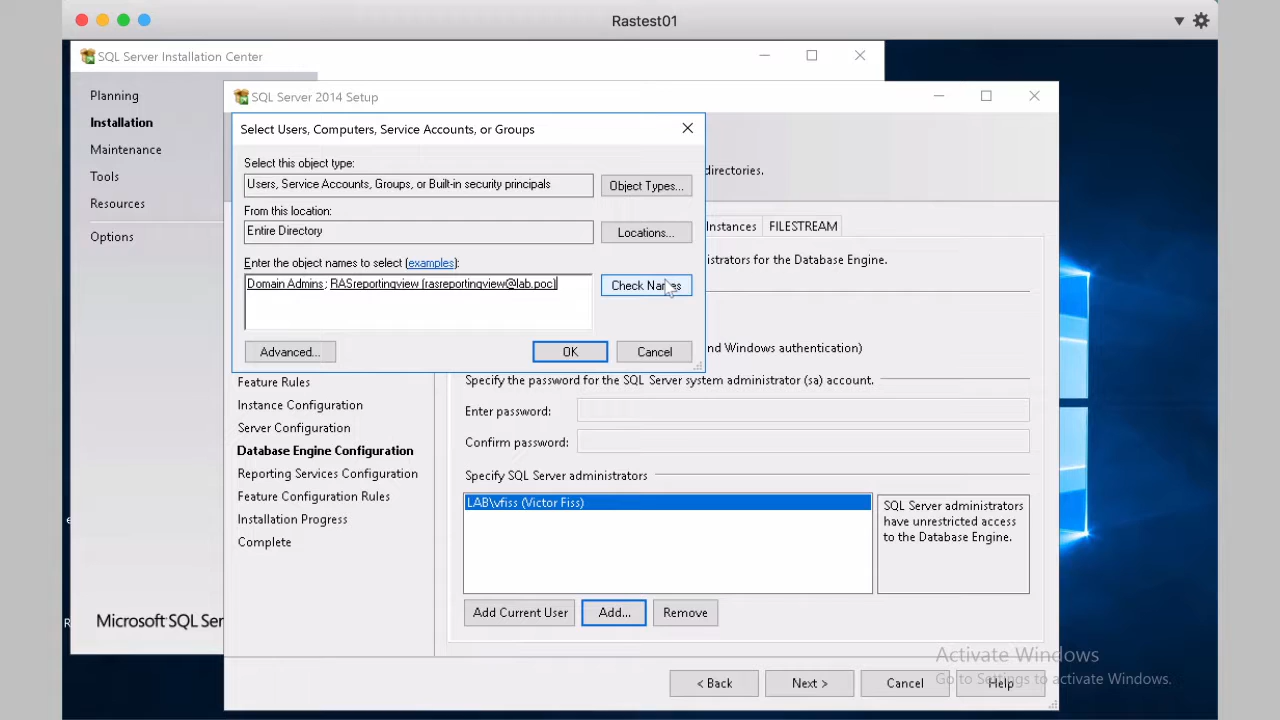 Rastest01
SQL Server Installation Center
Planning
Installation
Maintenance
Tools
Resources
Options
Microsoft SQL Ser
SQL Server 2014 Setup
Select Users, Computers, Service Accounts, or Groups
Select this object type:
Users, Service Accounts, Groups, or Built-in security principals
Object Types...
From this location:
Entire Directory
Locations...
Enter the object names to select (examples):
Domain Admins; RASreportingview (rasreportingview@lab.poc)
Check Names
Advanced...
OK
Cancel
directories.
Instances
FILESTREAM
istrators for the Database Engine.
nd Windows authentication)
Feature Rules
Instance Configuration
Server Configuration
Database Engine Configuration
Reporting Services Configuration
Feature Configuration Rules
Installation Progress
Complete
Specify the password for the SQL Server system administrator (sa) account.
Enter password:
Confirm password:
Specify SQL Server administrators
LAB\vfiss (Victor Fiss)
SQL Server administrators
have unrestricted access
to the Database Engine.
Add Current User
Add...
Remove
< Back
Next >
Cancel
Help
Activate Windows
Go to Settings to activate Windows.